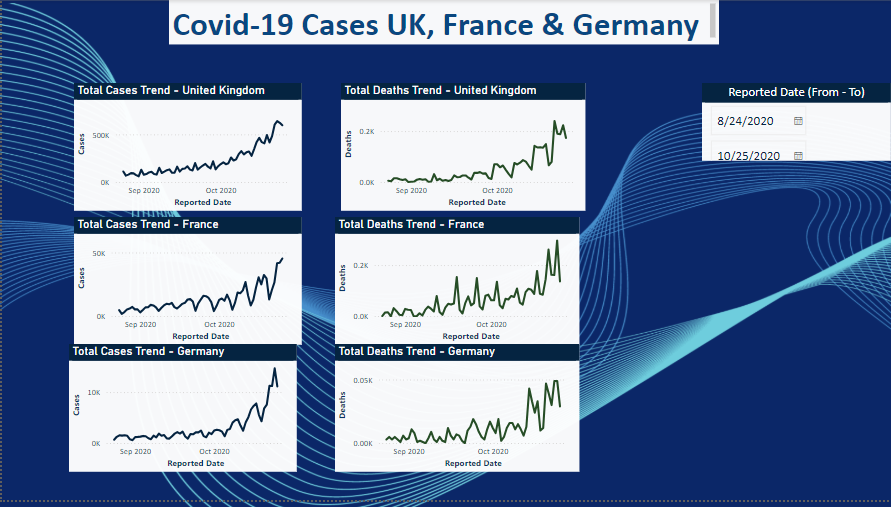 Covid-19 Cases UK, France & Germany
Total Cases Trend - United Kingdom
Cases
500K
0K
Sep 2020
Oct 2020
Reported Date
Total Deaths Trend - United Kingdom
Deaths
0.2K
0.0K
Sep 2020
Oct 2020
Reported Date
Reported Date (From - To)
8/24/2020
10/25/2020
Total Cases Trend - France
Cases
50K
0K
Sep 2020
Oct 2020
Reported Date
Total Deaths Trend - France
Deaths
0.2K
0.0K
Sep 2020
Oct 2020
Reported Date
Total Cases Trend - Germany
Cases
10K
0K
Sep 2020
Oct 2020
Reported Date
Total Deaths Trend - Germany
Deaths
0.05K
0.00K
Sep 2020
Oct 2020
Reported Date